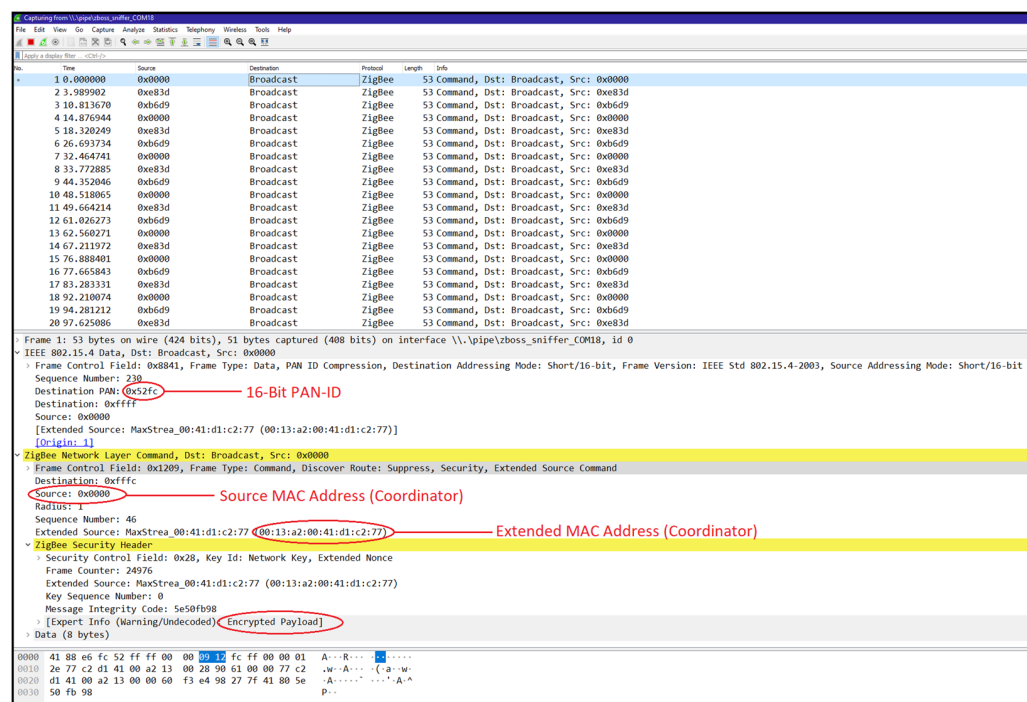 Capturing from \\.\pipe\zboss_sniffer_COM18
File Edit View Go Capture Analyze Statistics Telephony Wireless Tools Help
Apply a display filter ... <Ctrl-/>
No. Time Source Destination Protocol Length Info
1 0.000000 0x0000 Broadcast ZigBee 53 Command, Dst: Broadcast, Src: 0x0000
2 3.989902 0xe83d Broadcast ZigBee 53 Command, Dst: Broadcast, Src: 0xe83d
3 10.813670 0xb6d9 Broadcast ZigBee 53 Command, Dst: Broadcast, Src: 0xb6d9
4 14.876944 0x0000 Broadcast ZigBee 53 Command, Dst: Broadcast, Src: 0x0000
5 18.320249 0xe83d Broadcast ZigBee 53 Command, Dst: Broadcast, Src: 0xe83d
6 26.693734 0xb6d9 Broadcast ZigBee 53 Command, Dst: Broadcast, Src: 0xb6d9
7 32.464741 0x0000 Broadcast ZigBee 53 Command, Dst: Broadcast, Src: 0x0000
8 33.772885 0xe83d Broadcast ZigBee 53 Command, Dst: Broadcast, Src: 0xe83d
9 44.352046 0xb6d9 Broadcast ZigBee 53 Command, Dst: Broadcast, Src: 0xb6d9
10 48.518065 0x0000 Broadcast ZigBee 53 Command, Dst: Broadcast, Src: 0x0000
11 49.664214 0xe83d Broadcast ZigBee 53 Command, Dst: Broadcast, Src: 0xe83d
12 61.026273 0xb6d9 Broadcast ZigBee 53 Command, Dst: Broadcast, Src: 0xb6d9
13 62.560271 0x0000 Broadcast ZigBee 53 Command, Dst: Broadcast, Src: 0x0000
14 67.211972 0xe83d Broadcast ZigBee 53 Command, Dst: Broadcast, Src: 0xe83d
15 76.888401 0x0000 Broadcast ZigBee 53 Command, Dst: Broadcast, Src: 0x0000
16 77.665843 0xb6d9 Broadcast ZigBee 53 Command, Dst: Broadcast, Src: 0xb6d9
17 83.283331 0xe83d Broadcast ZigBee 53 Command, Dst: Broadcast, Src: 0xe83d
18 92.210074 0x0000 Broadcast ZigBee 53 Command, Dst: Broadcast, Src: 0x0000
19 94.281212 0xb6d9 Broadcast ZigBee 53 Command, Dst: Broadcast, Src: 0xb6d9
20 97.625086 0xe83d Broadcast ZigBee 53 Command, Dst: Broadcast, Src: 0xe83d
Frame 1: 53 bytes on wire (424 bits), 51 bytes captured (408 bits) on interface \\.\pipe\zboss_sniffer_COM18, id 0
IEEE 802.15.4 Data, Dst: Broadcast, Src: 0x0000
Frame Control Field: 0x8841, Frame Type: Data, PAN ID Compression, Destination Addressing Mode: Short/16-bit, Frame Version: IEEE Std 802.15.4-2003, Source Addressing Mode: Short/16-bit
Sequence Number: 230
Destination PAN: 0x52fc 16-Bit PAN-ID
Destination: 0xffff
Source: 0x0000
[Extended Source: MaxStrea_00:41:d1:c2:77 (00:13:a2:00:41:d1:c2:77)]
[Origin: 1]
ZigBee Network Layer Command, Dst: Broadcast, Src: 0x0000
Frame Control Field: 0x1209, Frame Type: Command, Discover Route: Suppress, Security, Extended Source Command
Destination: 0xfffc
Source: 0x0000 Source MAC Address (Coordinator)
Radius: 1
Sequence Number: 46
Extended Source: MaxStrea_00:41:d1:c2:77 (00:13:a2:00:41:d1:c2:77) Extended MAC Address (Coordinator)
ZigBee Security Header
Security Control Field: 0x28, Key Id: Network Key, Extended Nonce
Frame Counter: 24976
Extended Source: MaxStrea_00:41:d1:c2:77 (00:13:a2:00:41:d1:c2:77)
Key Sequence Number: 0
Message Integrity Code: 5e50fb98
[Expert Info (Warning/Undecoded): Encrypted Payload]
Data (8 bytes)
0000 41 88 e6 fc 52 ff ff 00 00 09 12 fc ff 00 00 01 A···R··· ········
0010 2e 77 c2 d1 41 00 a2 13 00 28 90 61 00 00 77 c2 .w··A··· ·(·a··w·
0020 d1 41 00 a2 13 00 00 60 f3 e4 98 27 7f 41 80 5e ·A·····` ···'·A·^
0030 50 fb 98 P··